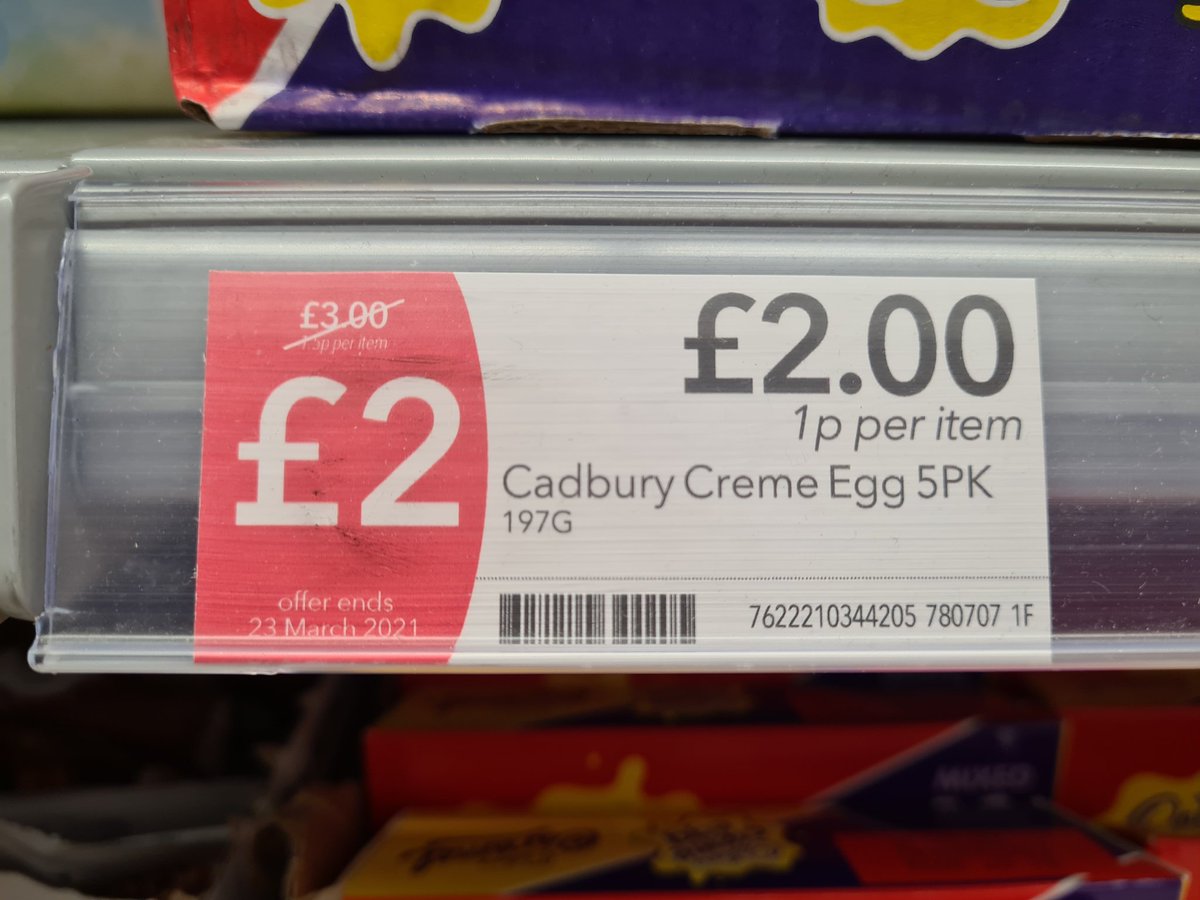 £3.00
1.5p per item
£2
offer ends
23 March 2021
£2.00
1p per item
Cadbury Creme Egg 5PK
197G
7622210344205 780707 1F
MIXED